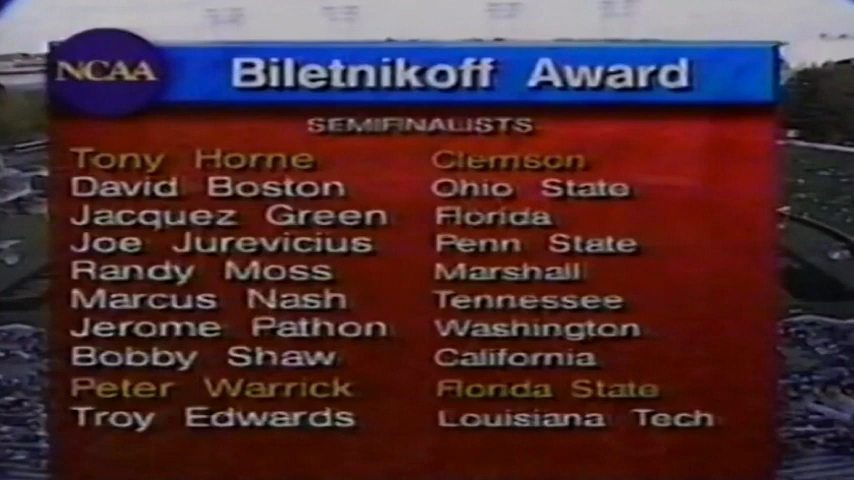 NCAA Biletnikoff Award
SEMIFINALISTS
Tony Horne Clemson
David Boston Ohio State
Jacquez Green Florida
Joe Jurevicius Penn State
Randy Moss Marshall
Marcus Nash Tennessee
Jerome Pathon Washington
Bobby Shaw California
Peter Warrick Florida State
Troy Edwards Louisiana Tech